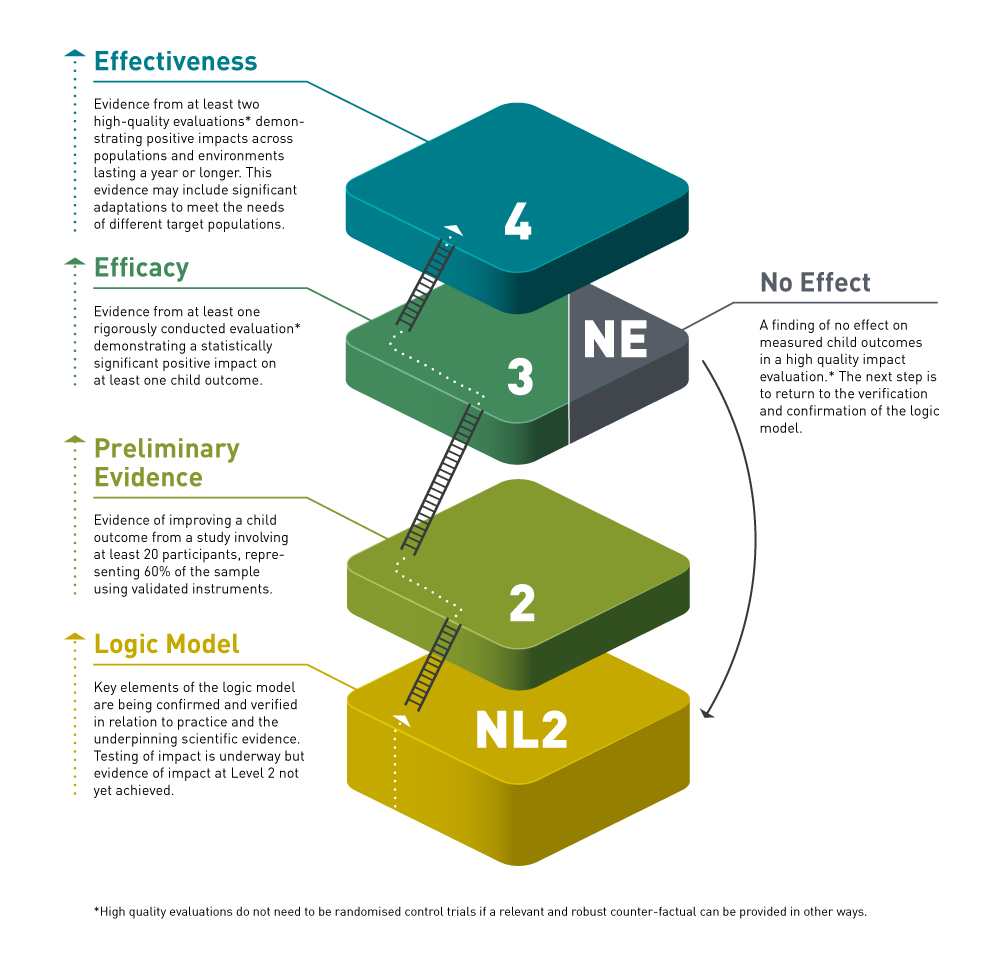 Effectiveness
Evidence from at least two
high-quality evaluations* demon-
strating positive impacts across
populations and environments
lasting a year or longer. This
evidence may include significant
adaptations to meet the needs
of different target populations.
4
Efficacy
Evidence from at least one
rigorously conducted evaluation*
demonstrating a statistically
significant positive impact on
at least one child outcome.
3
NE
No Effect
A finding of no effect on
measured child outcomes
in a high quality impact
evaluation.* The next step is
to return to the verification
and confirmation of the logic
model.
Preliminary
Evidence
Evidence of improving a child
outcome from a study involving
at least 20 participants, repre-
senting 60% of the sample
using validated instruments.
2
Logic Model
Key elements of the logic model
are being confirmed and verified
in relation to practice and the
underpinning scientific evidence.
Testing of impact is underway but
evidence of impact at Level 2 not
yet achieved.
NL2
*High quality evaluations do not need to be randomised control trials if a relevant and robust counter-factual can be provided in other ways.